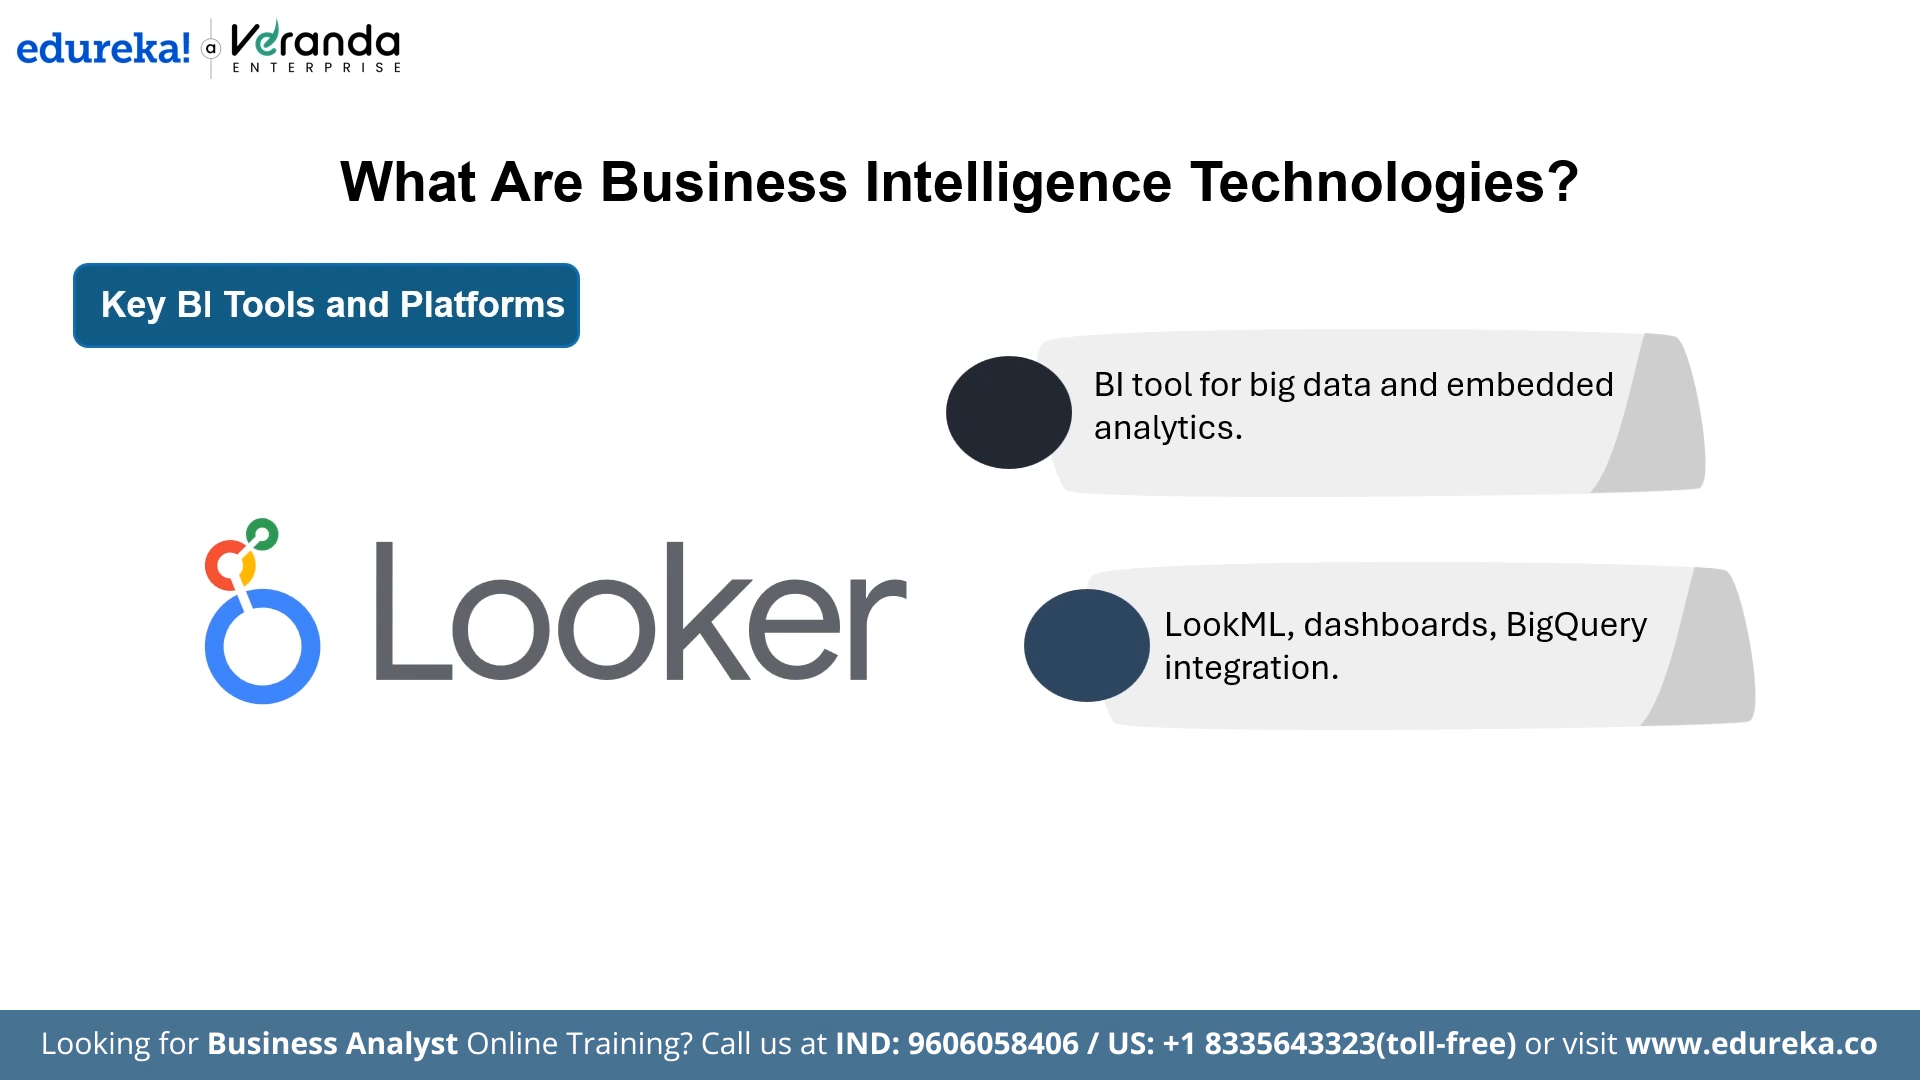 edureka! a Veranda
ENTERPRISE
What Are Business Intelligence Technologies?
Key BI Tools and Platforms
BI tool for big data and embedded
analytics.
Looker
LookML, dashboards, BigQuery
integration.
Looking for Business Analyst Online Training? Call us at IND: 9606058406 / US: +1 8335643323(toll-free) or visit www.edureka.co